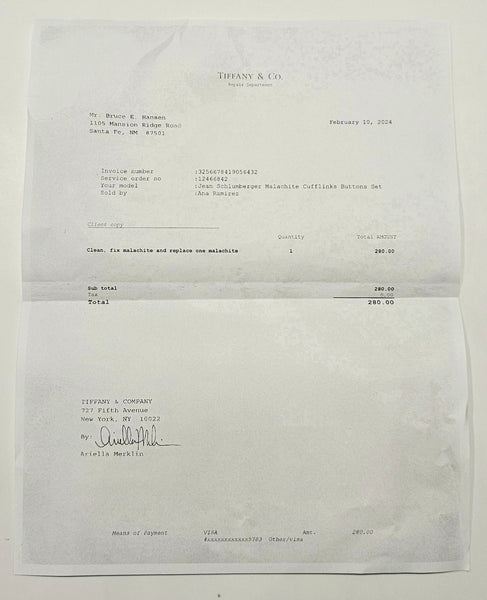 TIFFANY & CO.
Repair Department
Mr. Bruce E. Hansen
1105 Mansion Ridge Road
Santa Fe, NM 87501
February 10, 2024
Invoice number :3256678419056432
Service order no :12466842
Your model :Jean Schlumberger Malachite Cufflinks Buttons Set
Sold by :Ana Ramirez
Client copy
Quantity Total AMOUNT
Clean, fix malachite and replace one malachite 1 280.00
Sub total 280.00
Tax 0.00
Total 280.00
TIFFANY & COMPANY
727 Fifth Avenue
New York, NY 10022
By:
Ariella Merklin
Means of Payment VISA Amt. 280.00
#xxxxxxxxxxxx9783 Other/visa